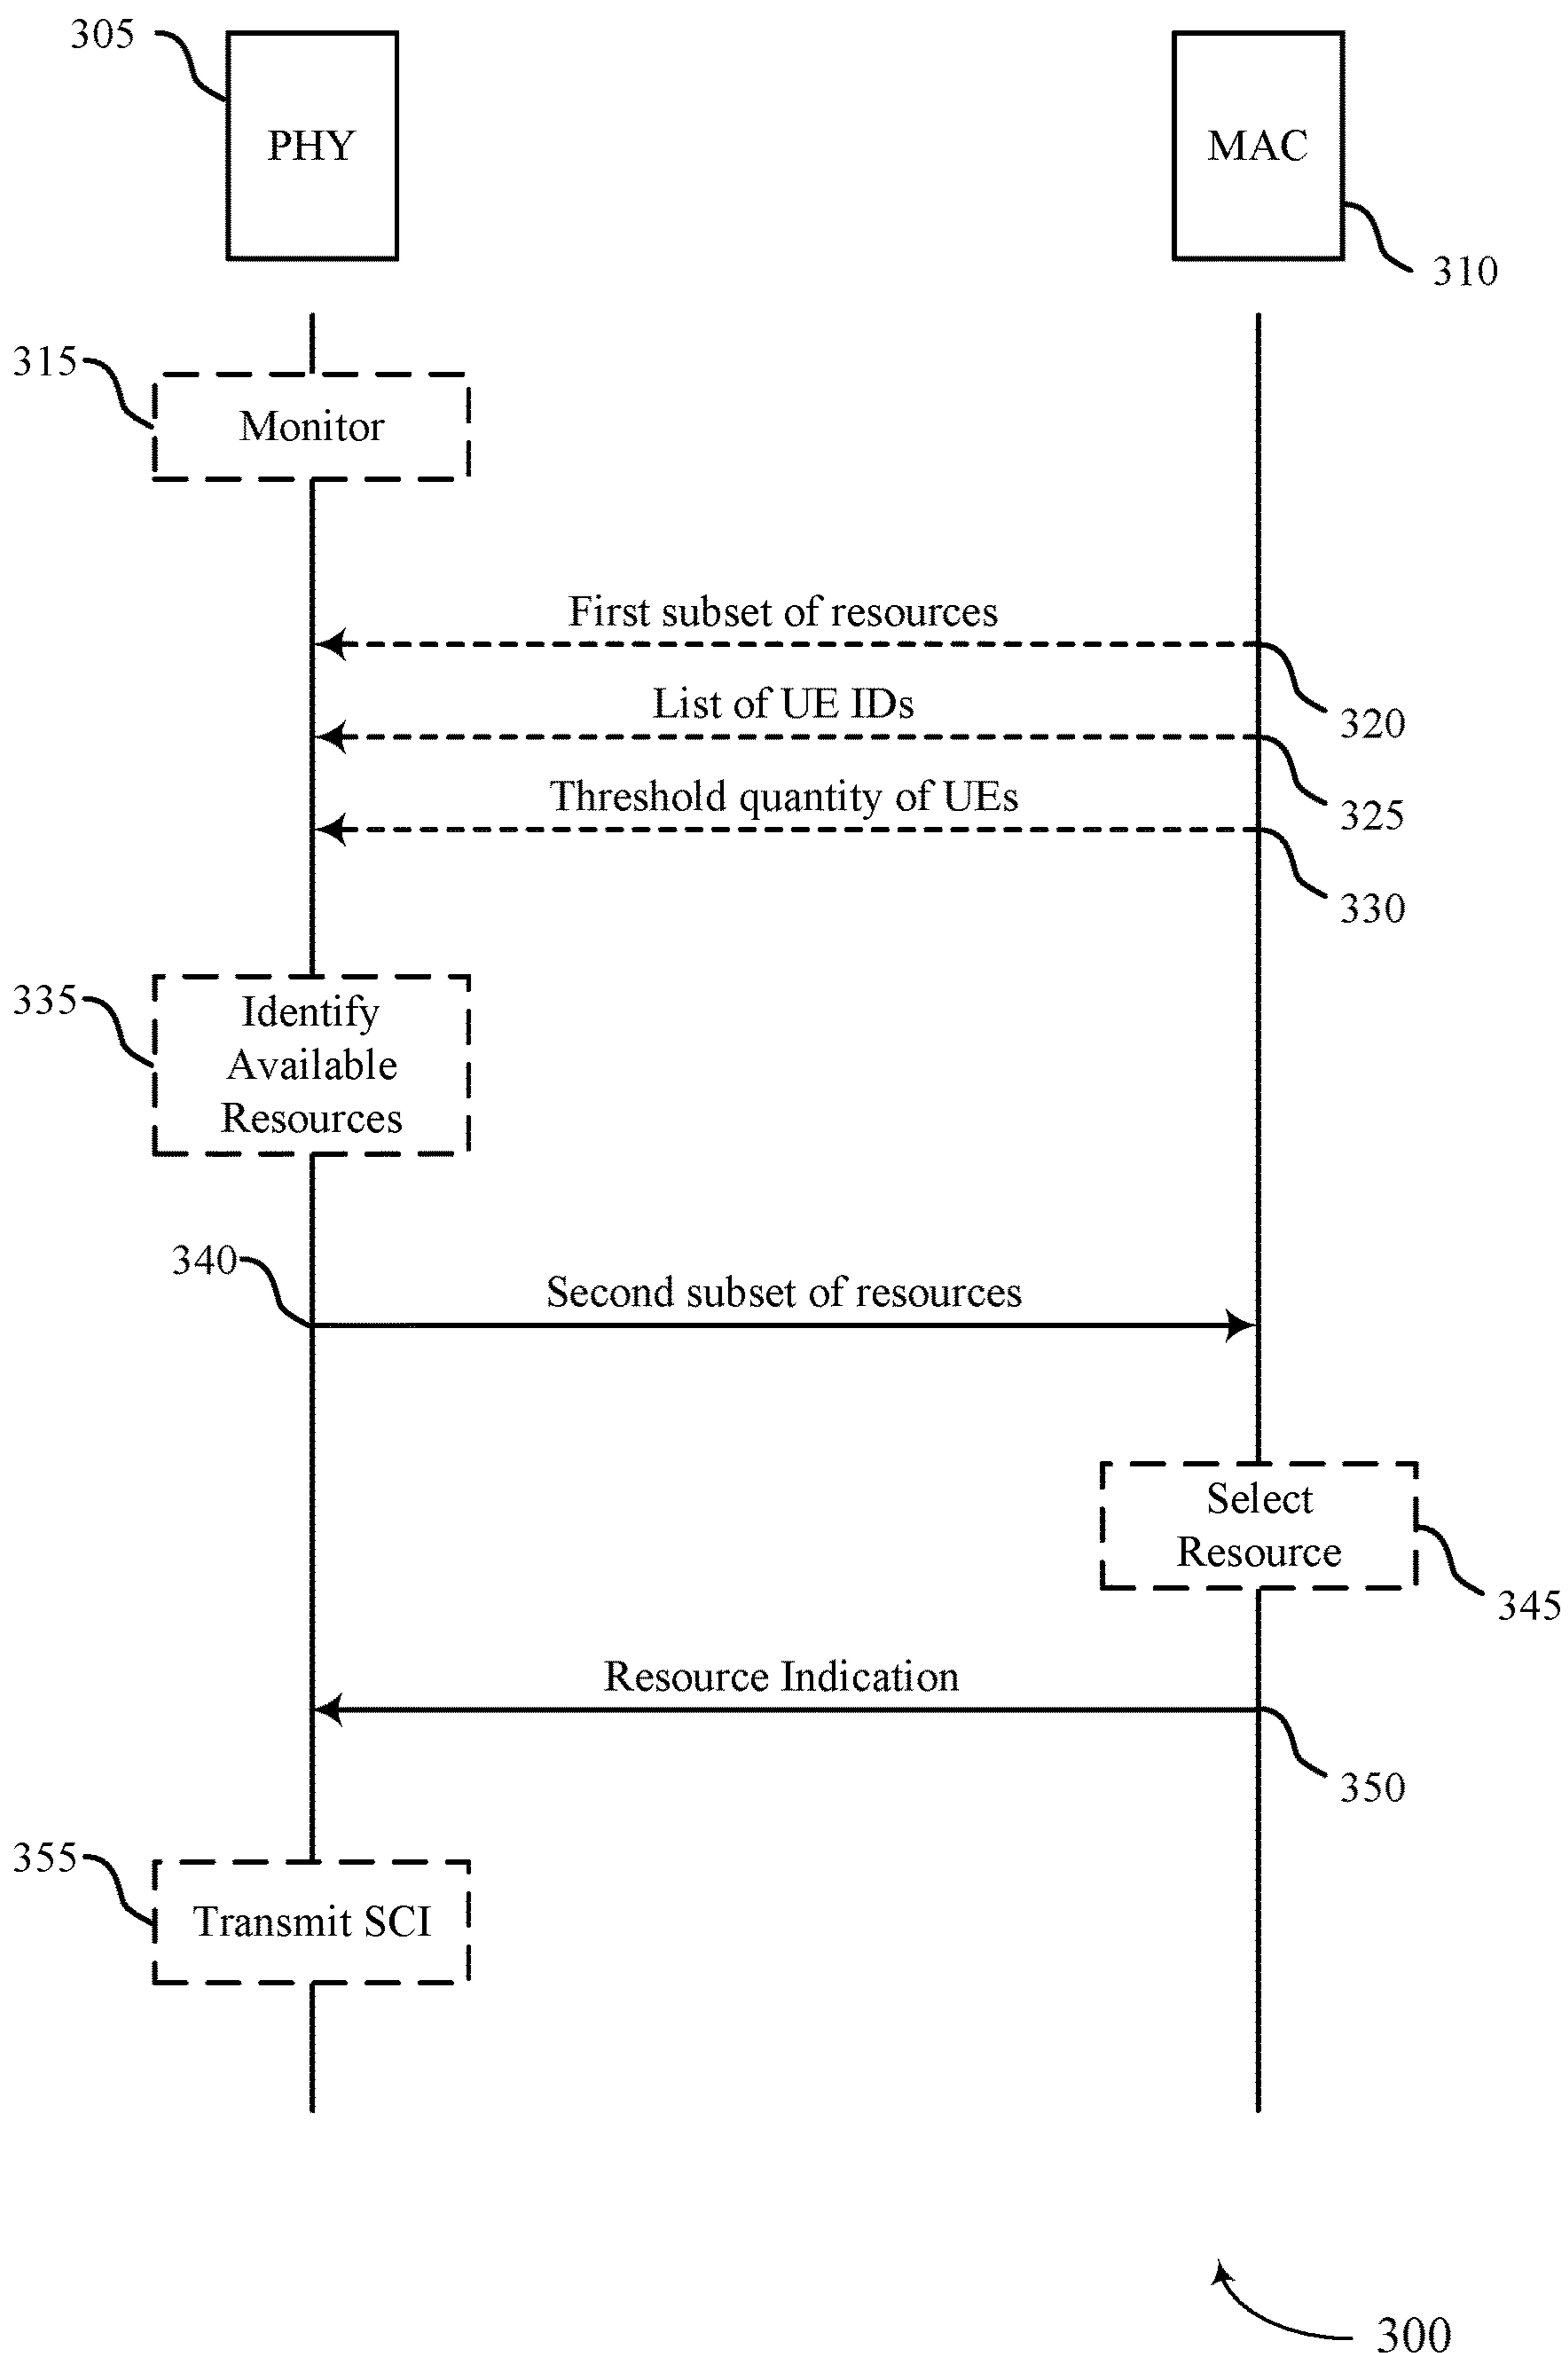 305
PHY
MAC
310
315
Monitor
First subset of resources
320
List of UE IDs
325
Threshold quantity of UEs
330
335
Identify
Available
Resources
340
Second subset of resources
Select
Resource
345
Resource Indication
350
355
Transmit SCI
300